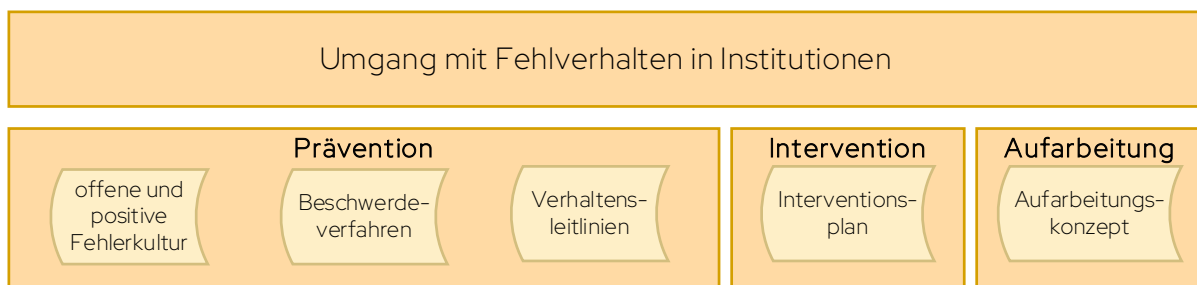 Umgang mit Fehlverhalten in Institutionen
Prävention
offene und
positive
Fehlerkultur
Beschwerde-
verfahren
Verhaltens-
leitlinien
Intervention
Interventions-
plan
Aufarbeitung
Aufarbeitungs-
konzept